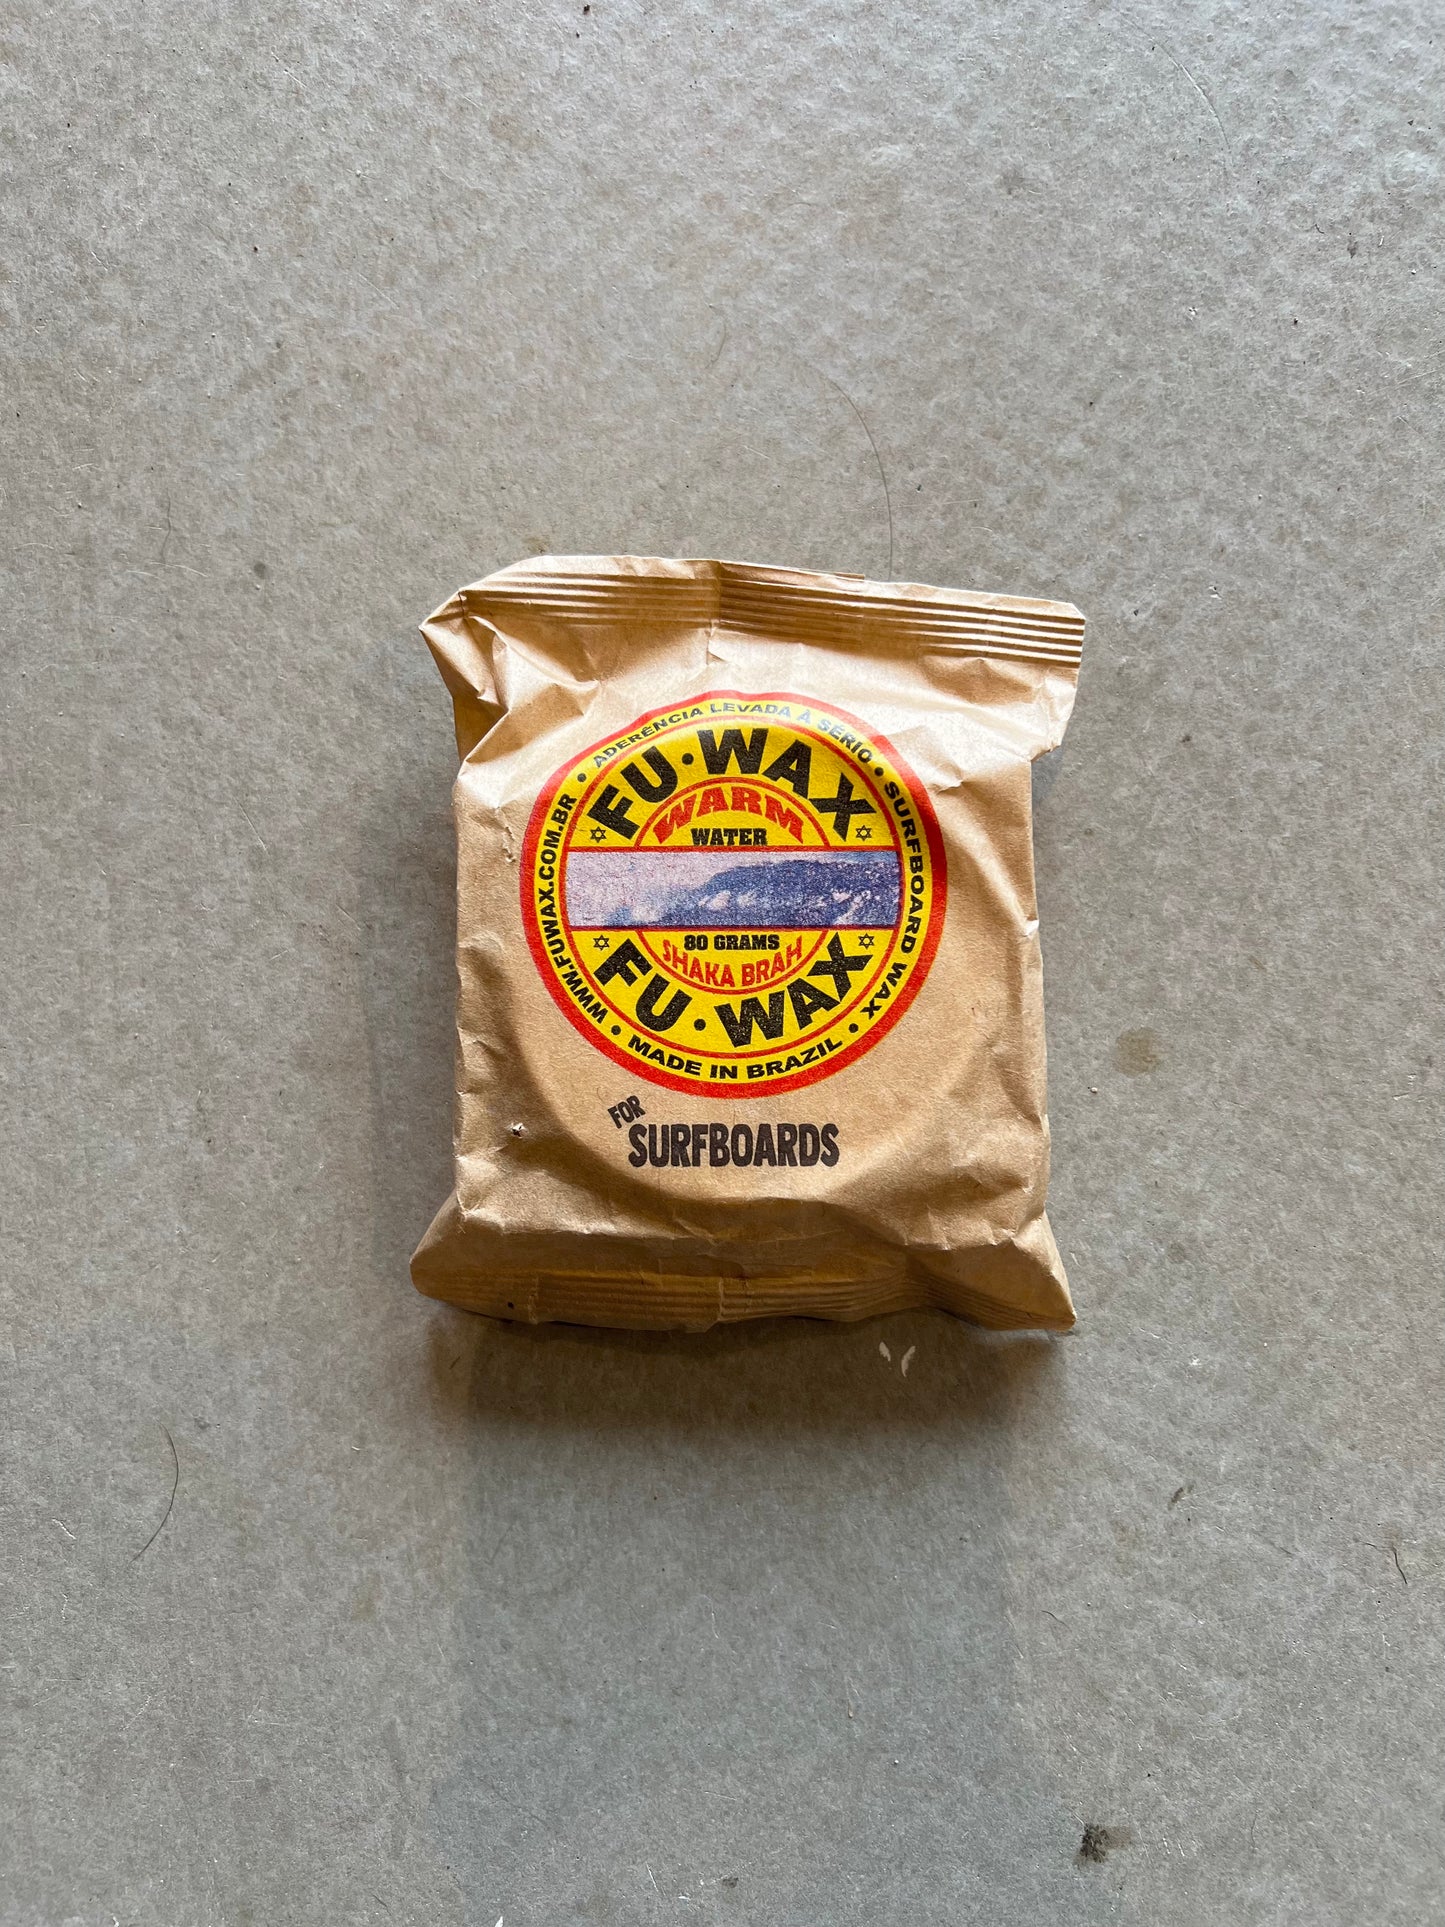 ADERÊNCIA LEVADA À SÉRIO • SURFBOARD WAX • MADE IN BRAZIL • WWW.FUWAX.COM.BR •
FU•WAX
WARM
WATER
80 GRAMS
SHAKA BRAH
FU•WAX
FOR
SURFBOARDS